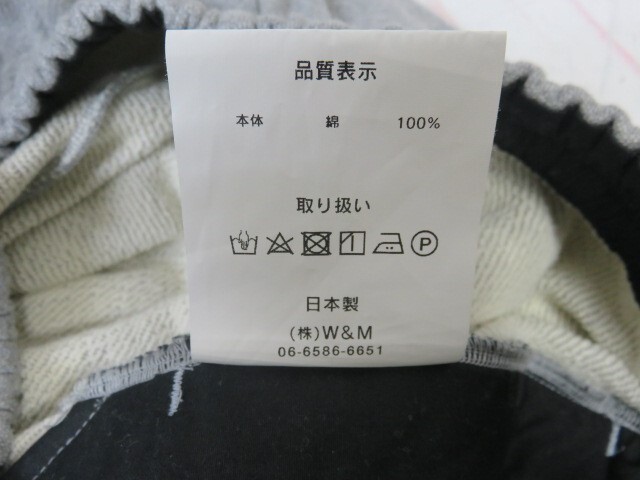 品質表示
本体 綿 100%
取り扱い
P
日本製
(株)W&M
06-6586-6651